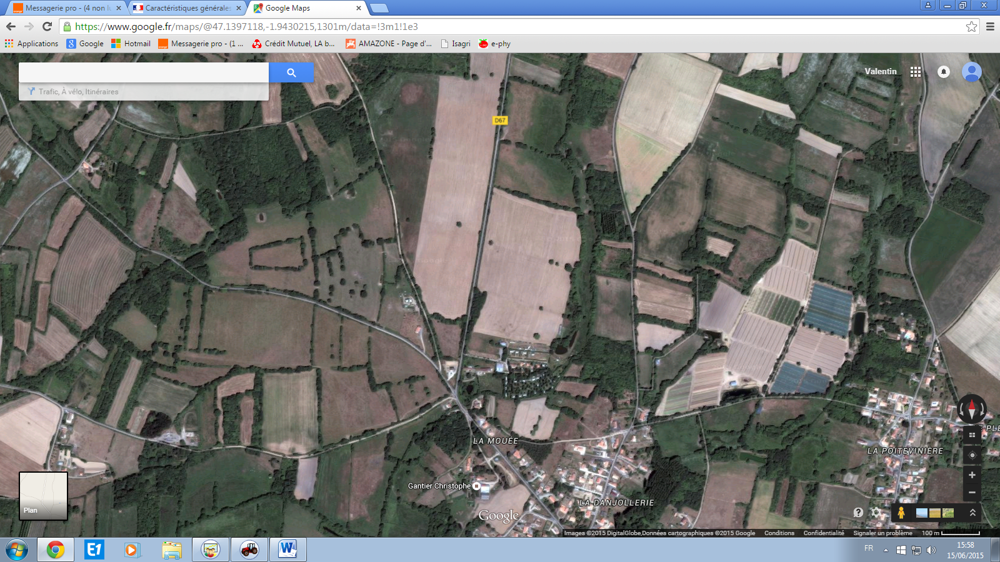 Messagerie pro - (4 non lu
Caractéristiques générales
Google Maps
https://www.google.fr/maps/@47.1397118,-1.9430215,1301m/data=!3m1!1e3
Applications
Google
Hotmail
Messagerie pro - (1 ...
Crédit Mutuel, LA b...
AMAZONE - Page d'...
Isagri
e-phy
Valentin
Trafic, À vélo, Itinéraires
D67
LA MOUÉE
LA POITEVINIÈRE
Gantier Christophe
LA DANJOLLERIE
Plan
Google
Images ©2015 DigitalGlobe,Données cartographiques ©2015 Google
Conditions
Confidentialité
Signaler un problème
100 m
E1
W
FR
15:58
15/06/2015